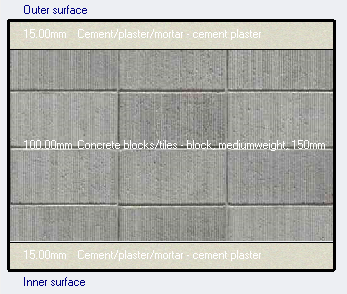 Outer surface
15.00mm Cement/plaster/mortar - cement plaster
100.00mm Concrete blocks/tiles - block, mediumweight, 150mm
15.00mm Cement/plaster/mortar - cement plaster
Inner surface